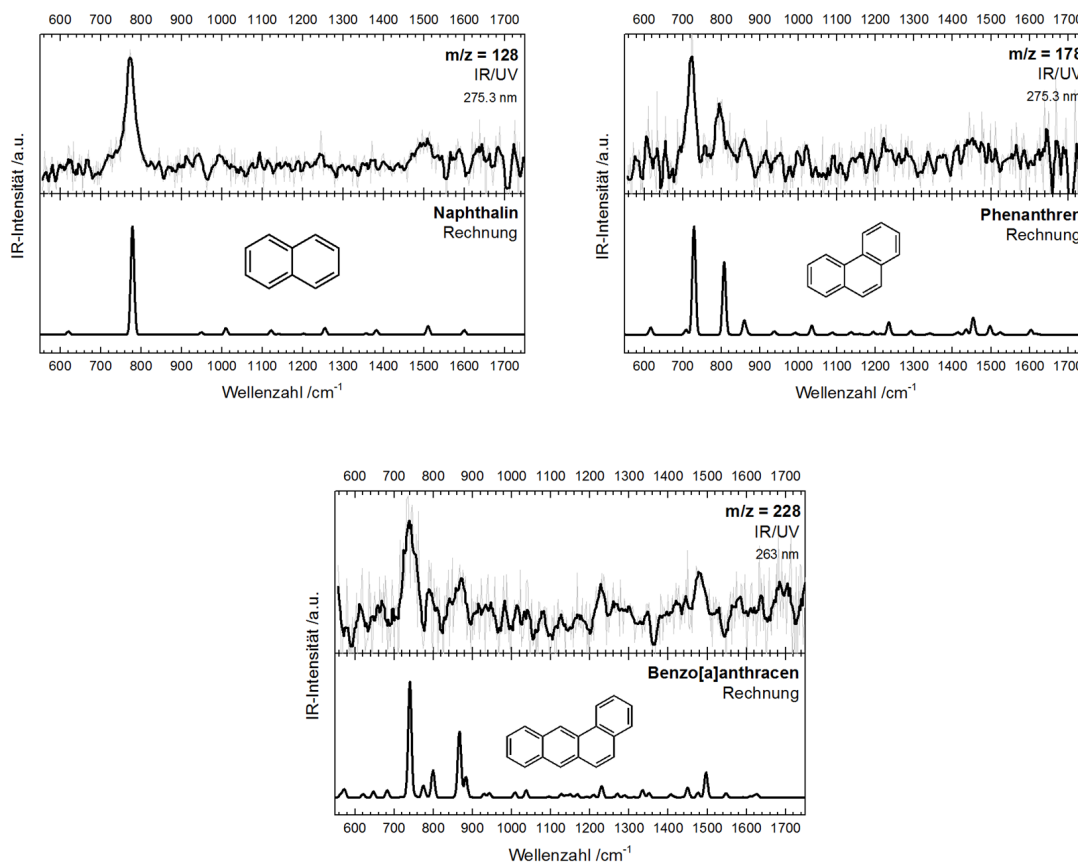 600 700 800 900 1000 1100 1200 1300 1400 1500 1600 1700
m/z = 128
IR/UV
275.3 nm
Naphthalin
Rechnung
IR-Intensität /a.u.
600 700 800 900 1000 1100 1200 1300 1400 1500 1600 1700
Wellenzahl /cm⁻¹
600 700 800 900 1000 1100 1200 1300 1400 1500 1600 1700
m/z = 178
IR/UV
275.3 nm
Phenanthren
Rechnung
IR-Intensität /a.u.
600 700 800 900 1000 1100 1200 1300 1400 1500 1600 1700
Wellenzahl /cm⁻¹
600 700 800 900 1000 1100 1200 1300 1400 1500 1600 1700
m/z = 228
IR/UV
263 nm
Benzo[a]anthracen
Rechnung
IR-Intensität /a.u.
600 700 800 900 1000 1100 1200 1300 1400 1500 1600 1700
Wellenzahl /cm⁻¹